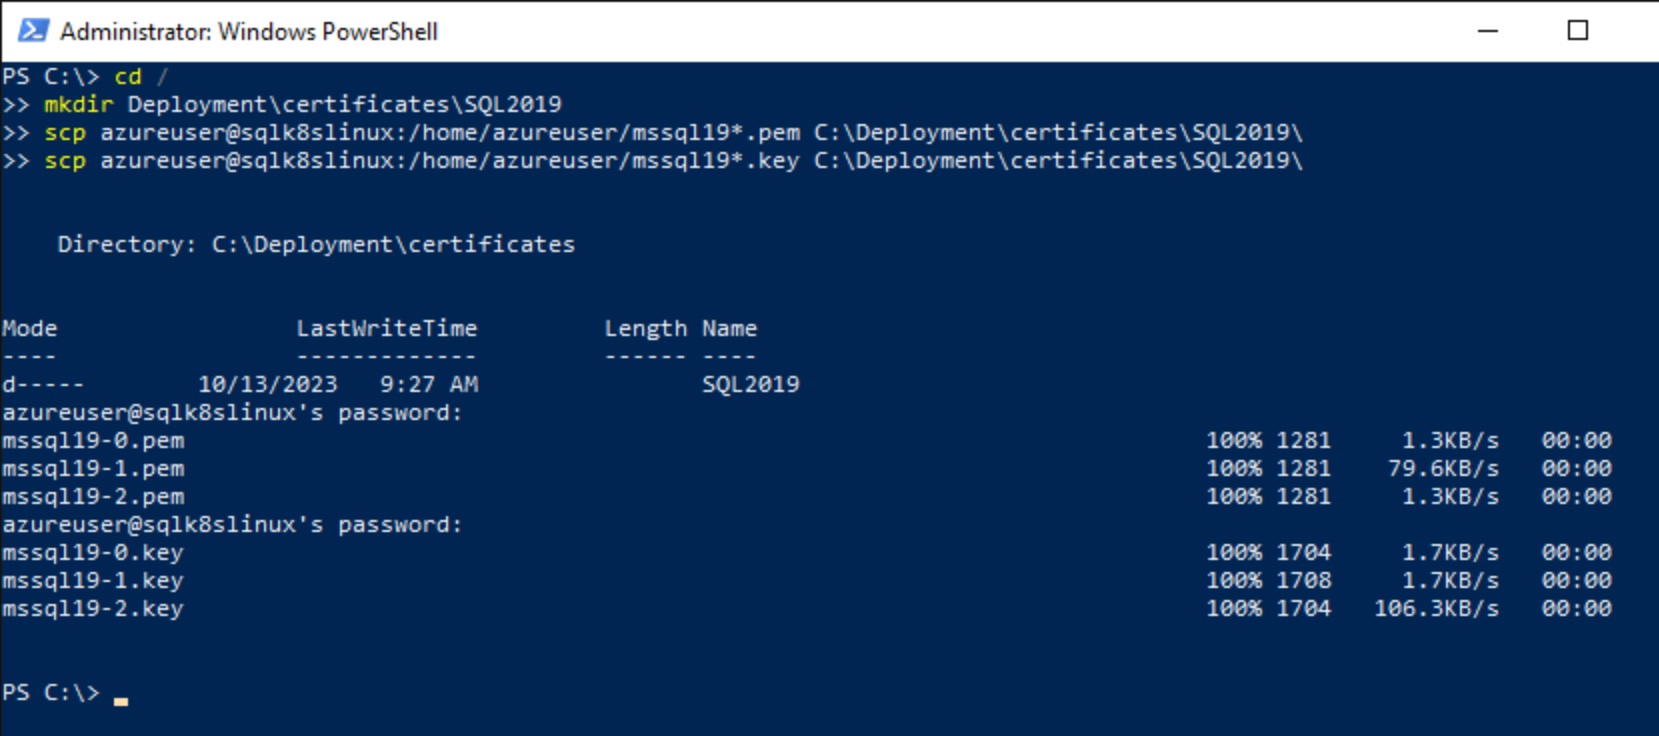 Administrator: Windows PowerShell
PS C:\> cd /
>> mkdir Deployment\certificates\SQL2019
>> scp azureuser@sqlk8slinux:/home/azureuser/mssql19*.pem C:\Deployment\certificates\SQL2019\
>> scp azureuser@sqlk8slinux:/home/azureuser/mssql19*.key C:\Deployment\certificates\SQL2019\
Directory: C:\Deployment\certificates
Mode LastWriteTime Length Name
---- ------------- ------ ----
d----- 10/13/2023 9:27 AM SQL2019
azureuser@sqlk8slinux's password:
mssql19-0.pem 100% 1281 1.3KB/s 00:00
mssql19-1.pem 100% 1281 79.6KB/s 00:00
mssql19-2.pem 100% 1281 1.3KB/s 00:00
azureuser@sqlk8slinux's password:
mssql19-0.key 100% 1704 1.7KB/s 00:00
mssql19-1.key 100% 1708 1.7KB/s 00:00
mssql19-2.key 100% 1704 106.3KB/s 00:00
PS C:\>